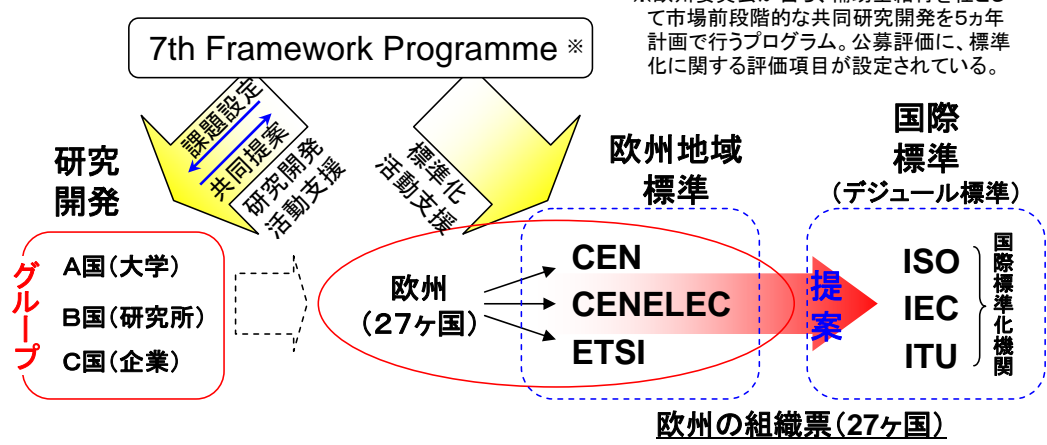 て市場前段階的な共同研究開発を5ヵ年
計画で行うプログラム。公募評価に、標準
化に関する評価項目が設定されている。
7th Framework Programme ※
課題設定
共同提案
研究開発
活動支援
標準化
活動支援
研究
開発
欧州地域
標準
国際
標準
(デジュール標準)
グループ
A国(大学)
B国(研究所)
C国(企業)
欧州
(27ヶ国)
CEN
CENELEC
ETSI
提案
ISO
IEC
ITU
国際標準化機関
欧州の組織票(27ヶ国)